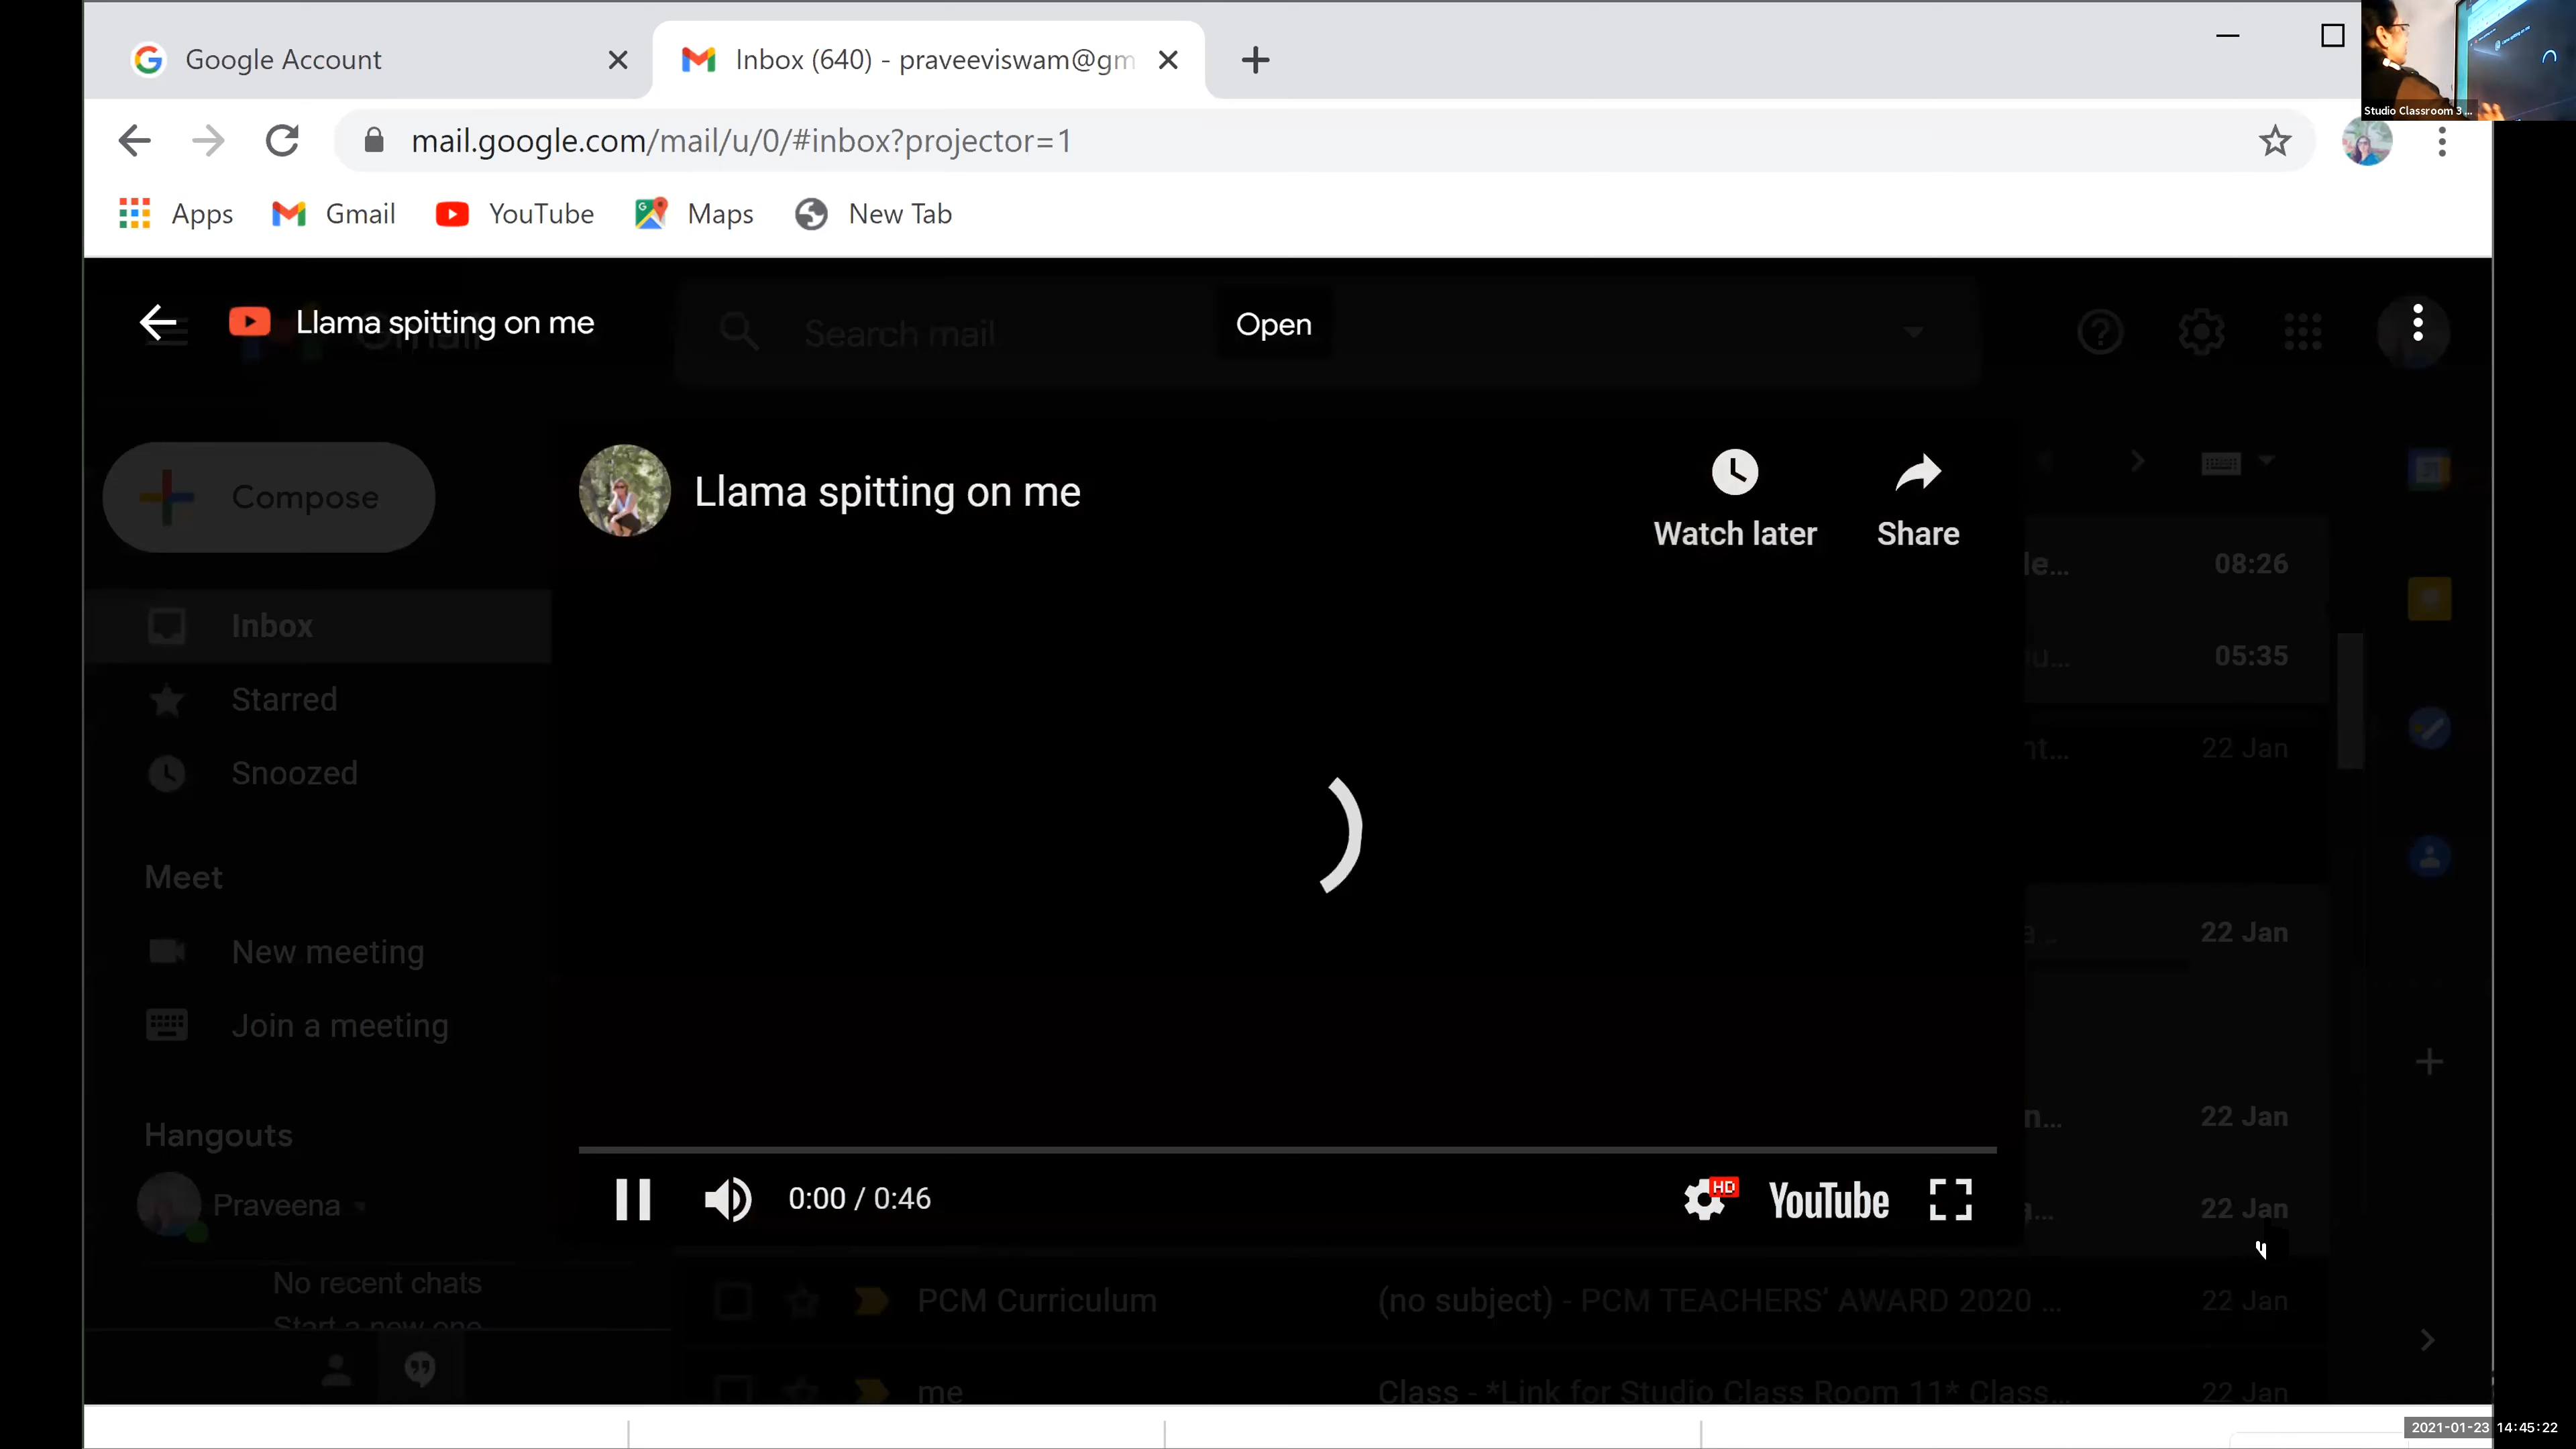 Google Account
Inbox (640) - praveeviswam@gm
Studio Classroom 3 ...
mail.google.com/mail/u/0/#inbox?projector=1
Apps
Gmail
YouTube
Maps
New Tab
Llama spitting on me
Search mail
Open
Compose
Llama spitting on me
Watch later
Share
08:26
Inbox
05:35
Starred
22 Jan
Snoozed
Meet
22 Jan
New meeting
Join a meeting
22 Jan
Hangouts
Praveena
0:00 / 0:46
HD
YouTube
22 Jan
No recent chats
Start a new one
PCM Curriculum
(no subject) - PCM TEACHERS' AWARD 2020 ...
22 Jan
me
Class - *Link for Studio Class Room 11* Class...
22 Jan
2021-01-23 14:45:22